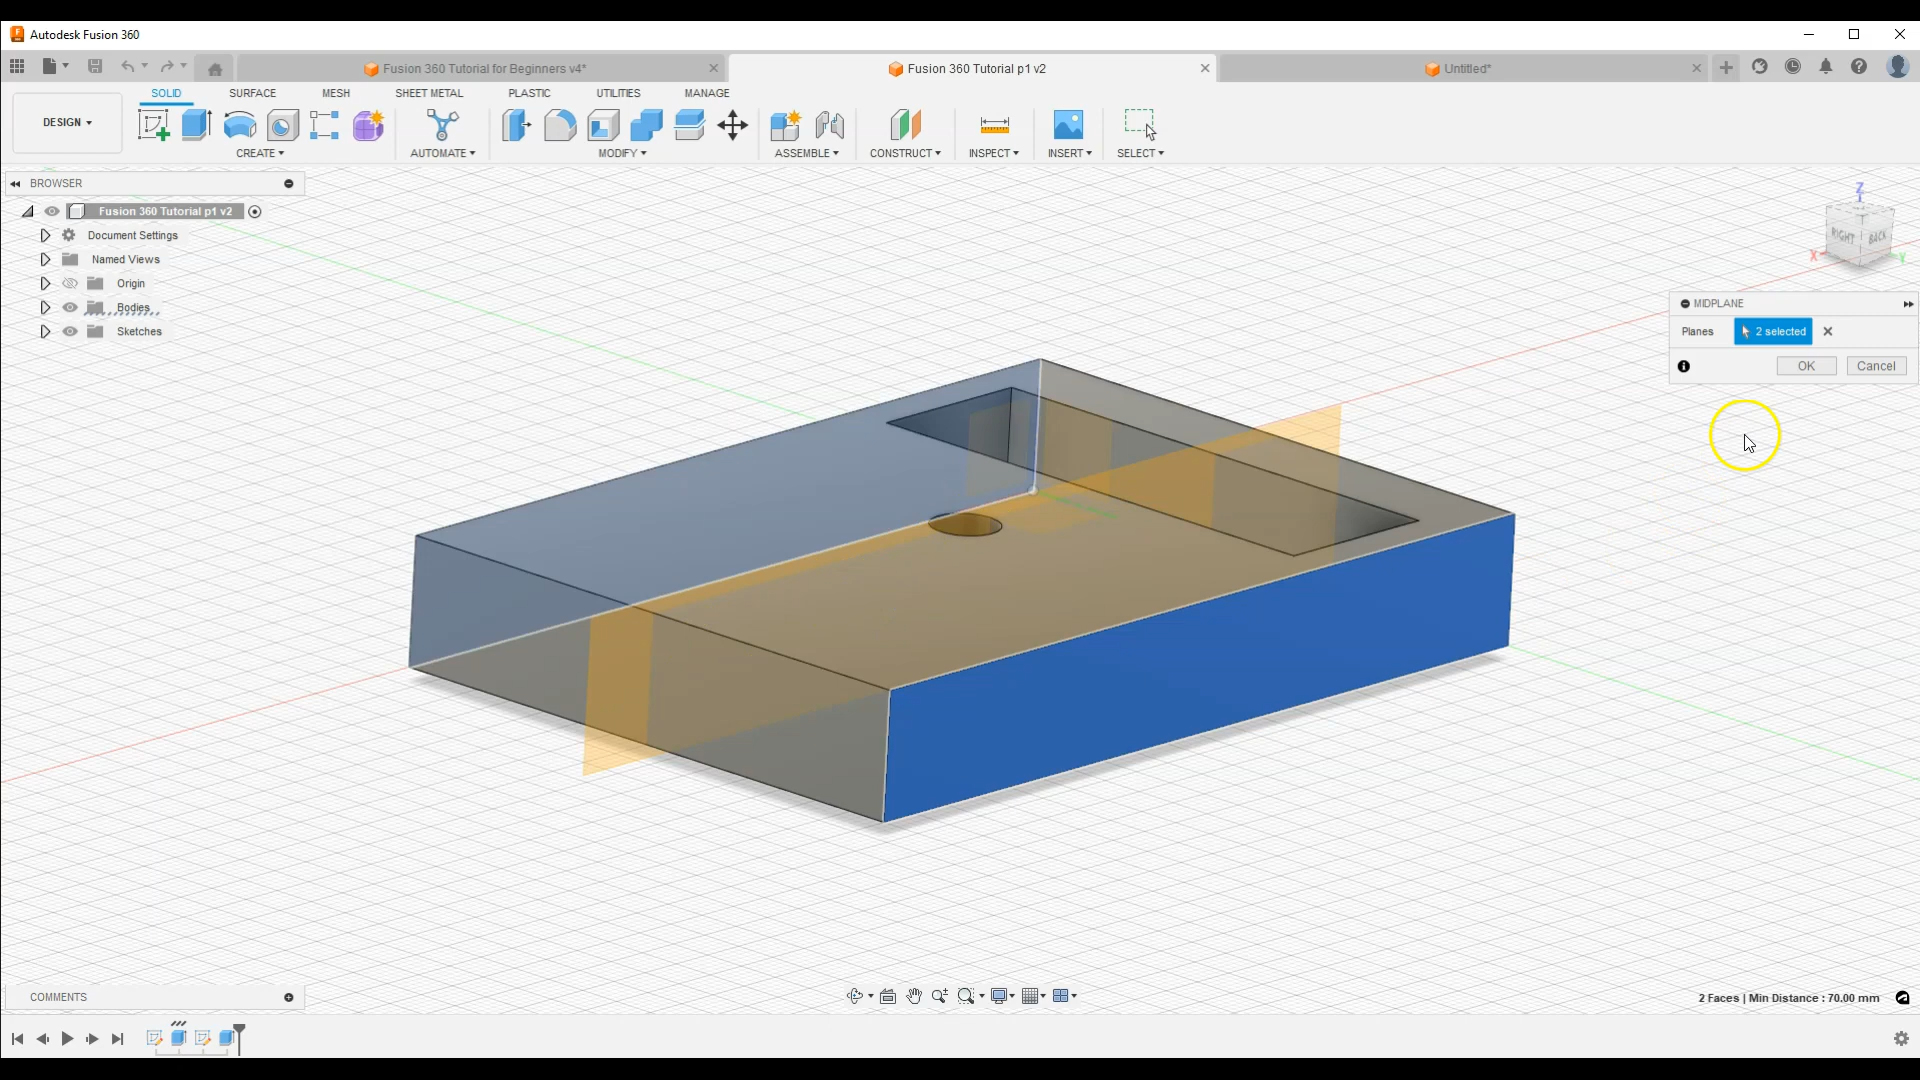 Autodesk Fusion 360
Fusion 360 Tutorial for Beginners v4*
Fusion 360 Tutorial p1 v2
Untitled*
SOLID
SURFACE
MESH
SHEET METAL
PLASTIC
UTILITIES
MANAGE
DESIGN
CREATE
AUTOMATE
MODIFY
ASSEMBLE
CONSTRUCT
INSPECT
INSERT
SELECT
BROWSER
Fusion 360 Tutorial p1 v2
Document Settings
Named Views
Origin
Bodies
Sketches
Z
RIGHT
BACK
X
Y
MIDPLANE
Planes
2 selected
OK
Cancel
COMMENTS
2 Faces | Min Distance : 70.00 mm